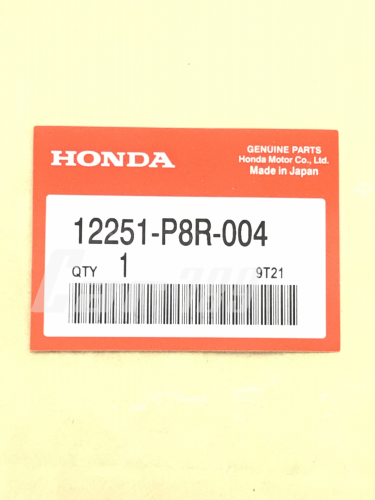 HONDA
GENUINE PARTS
Honda Motor Co., Ltd.
Made in Japan
12251-P8R-004
QTY 1 9T21